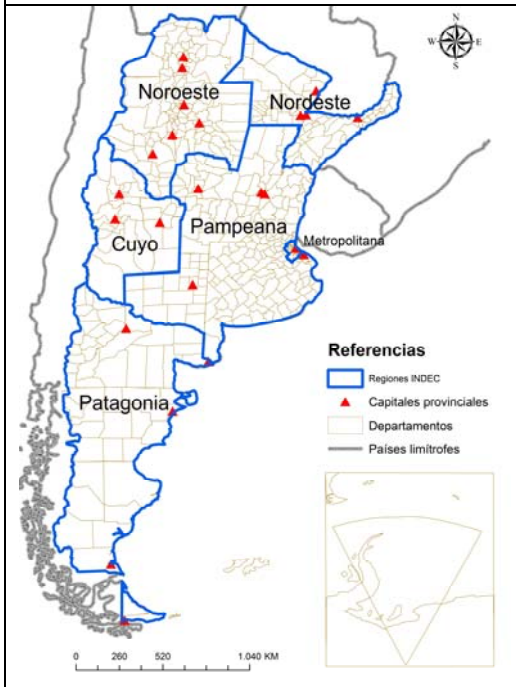 N
W E
S
Noroeste
Nordeste
Cuyo
Pampeana
Metropolitana
Patagonia
Referencias
Regiones INDEC
Capitales provinciales
Departamentos
Países limítrofes
0 260 520 1.040 KM